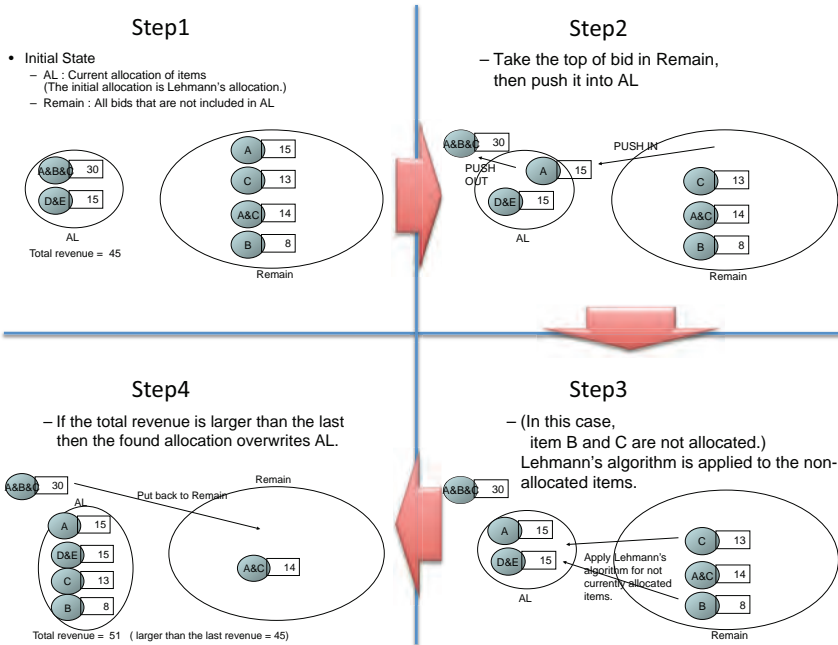 Step1
• Initial State
– AL : Current allocation of items
(The initial allocation is Lehmann's allocation.)
– Remain : All bids that are not included in AL
A&B&C 30
D&E 15
AL
Total revenue = 45
A 15
C 13
A&C 14
B 8
Remain
Step2
– Take the top of bid in Remain,
then push it into AL
A&B&C 30
PUSH
OUT
PUSH IN
A 15
D&E 15
AL
C 13
A&C 14
B 8
Remain
Step3
– (In this case,
item B and C are not allocated.)
Lehmann's algorithm is applied to the non-
allocated items.
A&B&C 30
A 15
D&E 15
AL
Apply Lehmann's
algorithm for not
currently allocated
items.
C 13
A&C 14
B 8
Remain
Step4
– If the total revenue is larger than the last
then the found allocation overwrites AL.
A&B&C 30
Put back to Remain
AL
A 15
D&E 15
C 13
B 8
Remain
A&C 14
Total revenue = 51 ( larger than the last revenue = 45)